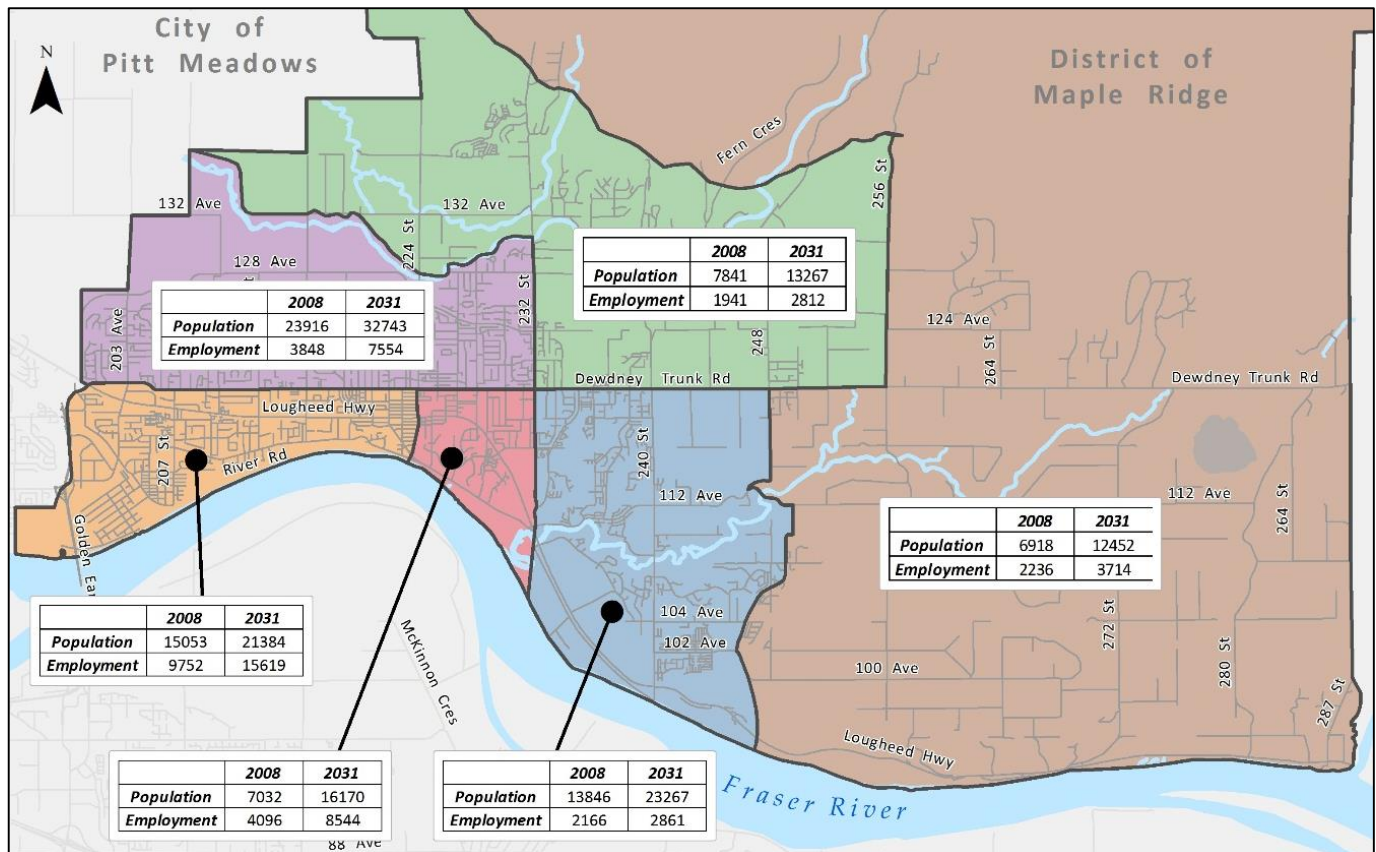 City of
Pitt Meadows
N
District of
Maple Ridge
Fern Cres
256 St
132 Ave
132 Ave
224 St
128 Ave
232 St
203 Ave
2008 2031
Population 7841 13267
Employment 1941 2812
248
2008 2031
Population 23916 32743
Employment 3848 7554
124 Ave
264 St
Dewdney Trunk Rd
Dewdney Trunk Rd
Lougheed Hwy
207 St
River Rd
240 St
112 Ave
112 Ave
264 St
Golden Ear
2008 2031
Population 6918 12452
Employment 2236 3714
104 Ave
102 Ave
100 Ave
272 St
280 St
287 St
2008 2031
Population 15053 21384
Employment 9752 15619
McKinnon Cres
Lougheed Hwy
2008 2031
Population 7032 16170
Employment 4096 8544
2008 2031
Population 13846 23267
Employment 2166 2861
Fraser River
88 Ave